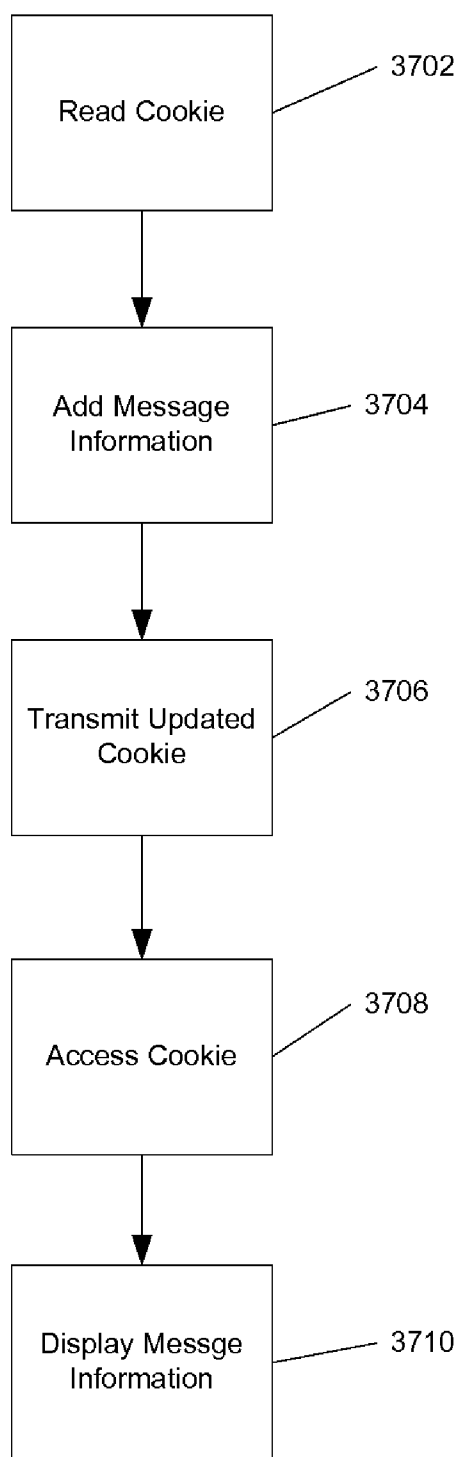 Read Cookie
3702
Add Message
Information
3704
Transmit Updated
Cookie
3706
Access Cookie
3708
Display Messge
Information
3710